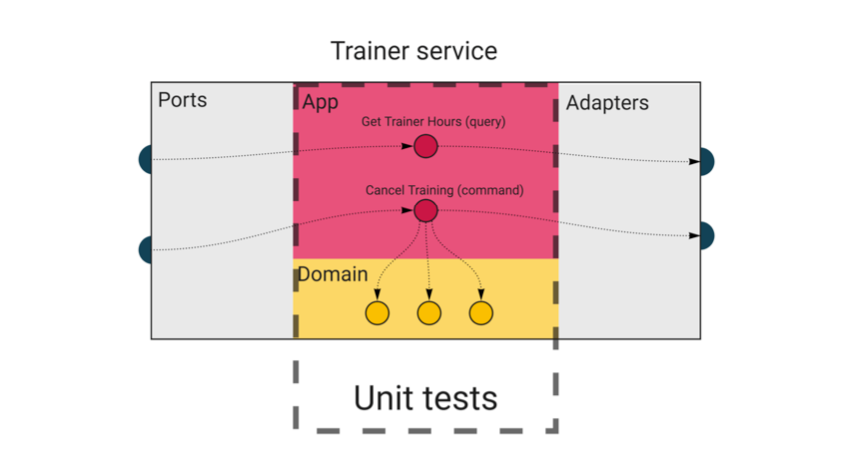 Trainer service
Ports
App
Adapters
Get Trainer Hours (query)
Cancel Training (command)
Domain
Unit tests